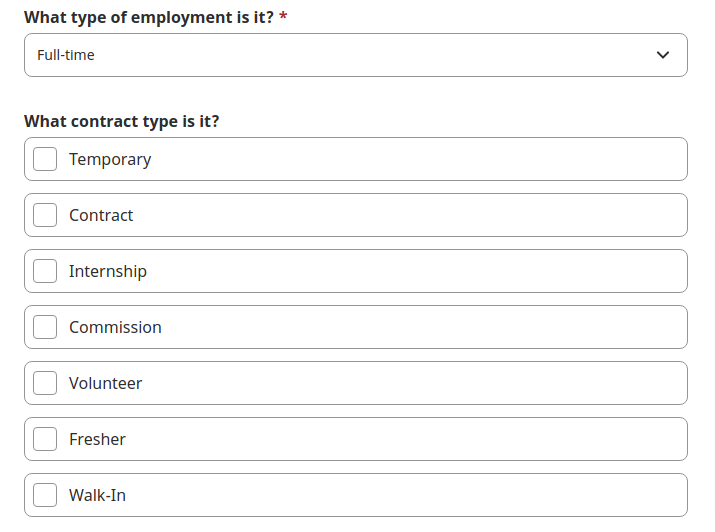 What type of employment is it? *
Full-time
What contract type is it?
Temporary
Contract
Internship
Commission
Volunteer
Fresher
Walk-In